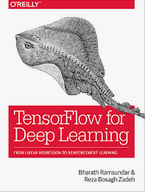 O'REILLY®
TensorFlow for
Deep Learning
FROM LINEAR REGRESSION TO REINFORCEMENT LEARNING
Bharath Ramsundar &
Reza Bosagh Zadeh